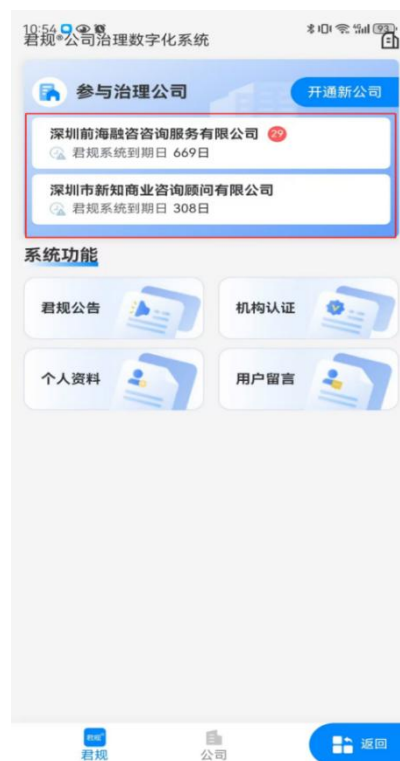 10:54
93
君规®公司治理数字化系统
参与治理公司
开通新公司
深圳前海融咨咨询服务有限公司 29
君规系统到期日 669日
深圳市新知商业咨询顾问有限公司
君规系统到期日 308日
系统功能
君规公告
机构认证
个人资料
用户留言
君规
君规
公司
返回